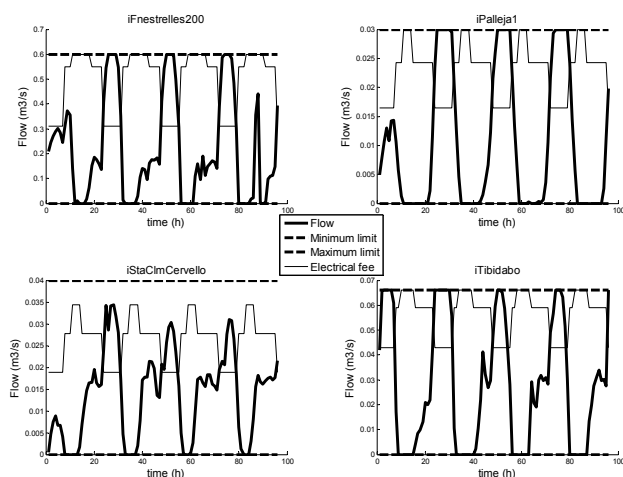 iFnestrelles200
Flow (m3/s)
0.7
0.6
0.5
0.4
0.3
0.2
0.1
0
0 20 40 60 80 100
time (h)
iPalleja1
Flow (m3/s)
0.03
0.025
0.02
0.015
0.01
0.005
0
0 20 40 60 80 100
time (h)
Flow
Minimum limit
Maximum limit
Electrical fee
iStaClmCervello
Flow (m3/s)
0.04
0.035
0.03
0.025
0.02
0.015
0.01
0.005
0
0 20 40 60 80 100
time (h)
iTibidabo
Flow (m3/s)
0.07
0.06
0.05
0.04
0.03
0.02
0.01
0
0 20 40 60 80 100
time (h)